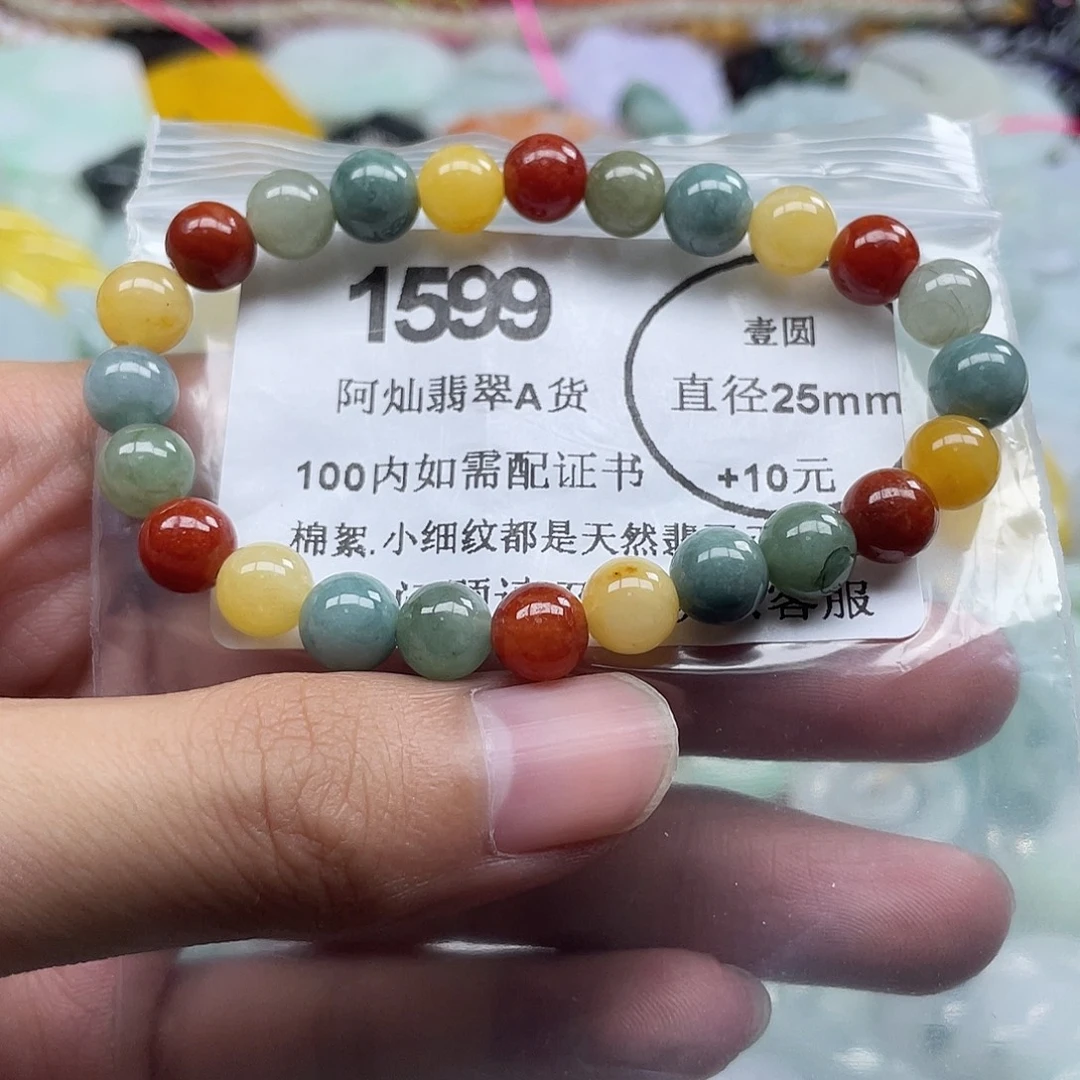 1599
阿灿翡翠A货
100内如需配证书
棉絮.小细纹都是天然翡
壹圆
直径25mm
+10元
客服